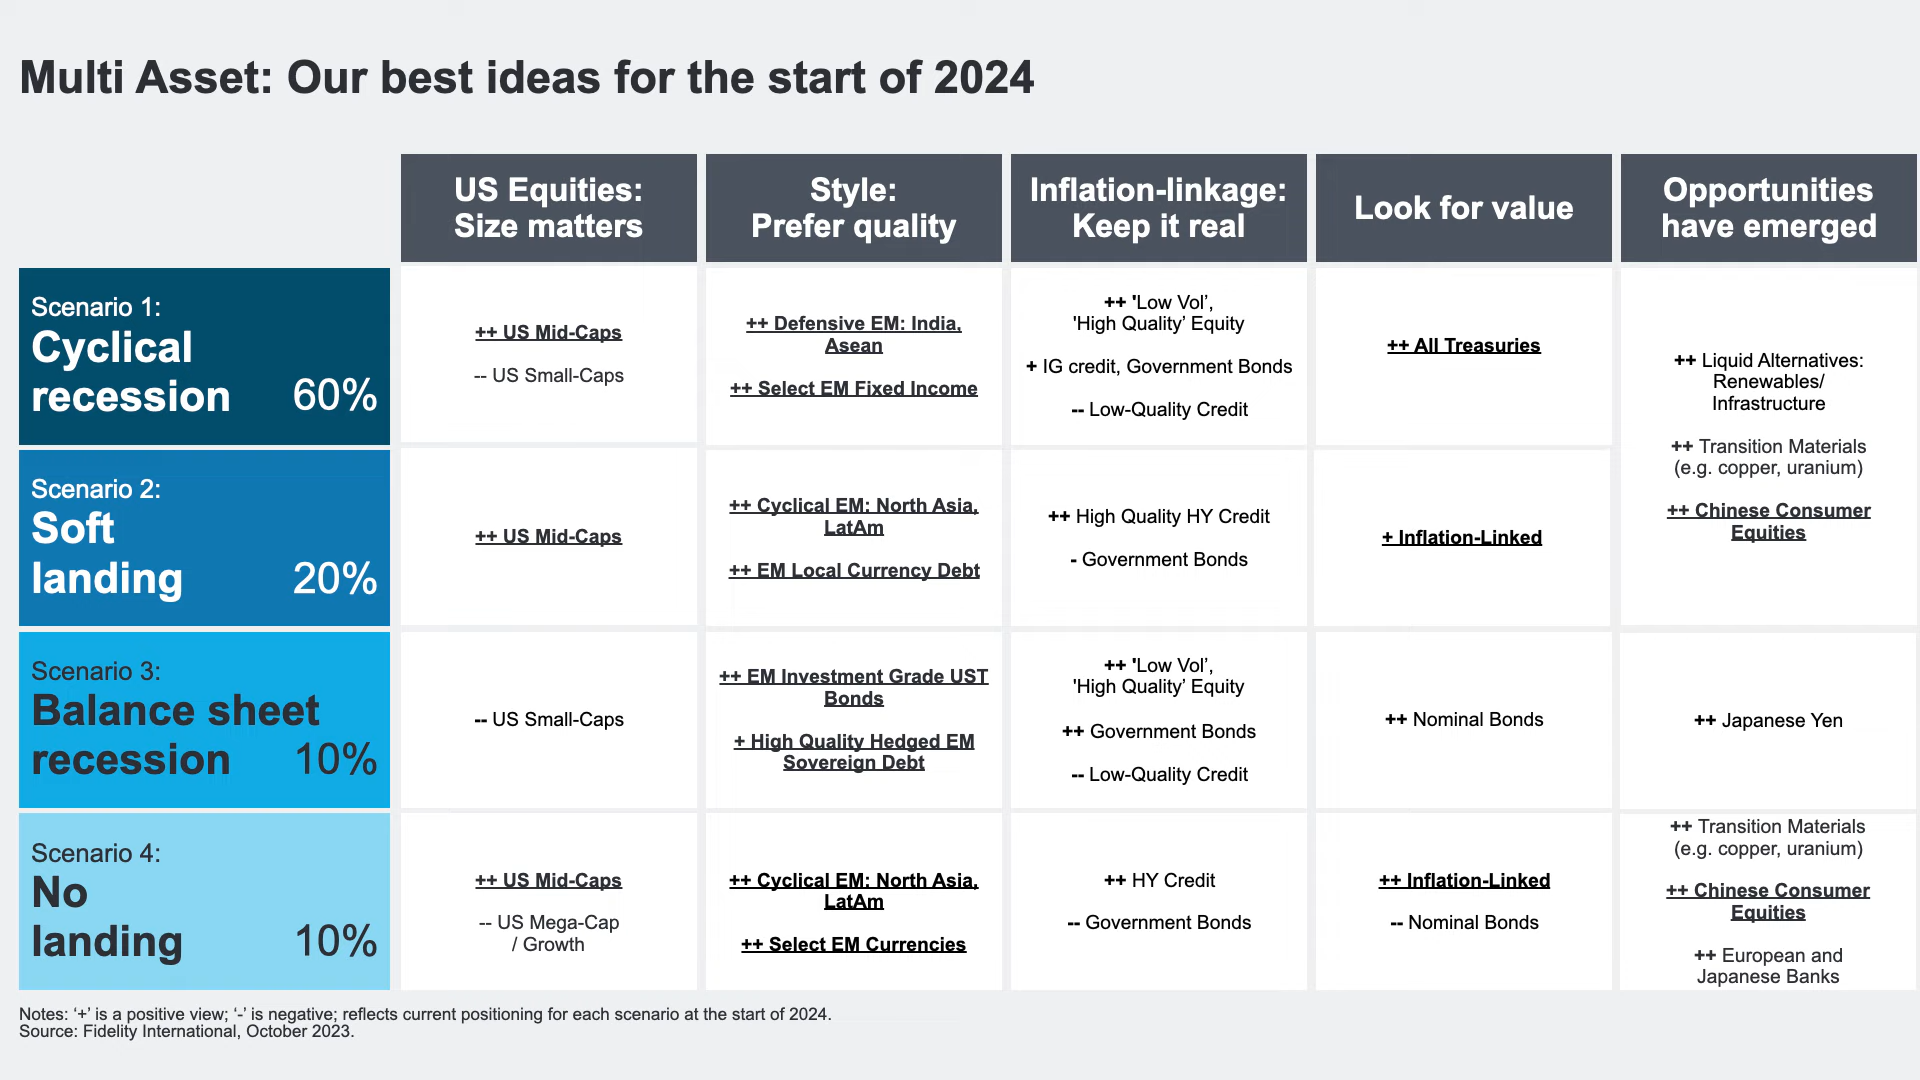 Multi Asset: Our best ideas for the start of 2024
US Equities:
Size matters
Style:
Prefer quality
Inflation-linkage:
Keep it real
Look for value
Opportunities
have emerged
Scenario 1:
Cyclical
recession 60%
++ US Mid-Caps
-- US Small-Caps
++ Defensive EM: India,
Asean
++ Select EM Fixed Income
++ 'Low Vol’,
'High Quality’ Equity
+ IG credit, Government Bonds
-- Low-Quality Credit
++ All Treasuries
++ Liquid Alternatives:
Renewables/
Infrastructure
++ Transition Materials
(e.g. copper, uranium)
++ Chinese Consumer
Equities
Scenario 2:
Soft
landing 20%
++ US Mid-Caps
++ Cyclical EM: North Asia,
LatAm
++ EM Local Currency Debt
++ High Quality HY Credit
- Government Bonds
+ Inflation-Linked
Scenario 3:
Balance sheet
recession 10%
-- US Small-Caps
++ EM Investment Grade UST
Bonds
+ High Quality Hedged EM
Sovereign Debt
++ 'Low Vol’,
'High Quality’ Equity
++ Government Bonds
-- Low-Quality Credit
++ Nominal Bonds
++ Japanese Yen
Scenario 4:
No
landing 10%
++ US Mid-Caps
-- US Mega-Cap
/ Growth
++ Cyclical EM: North Asia,
LatAm
++ Select EM Currencies
++ HY Credit
-- Government Bonds
++ Inflation-Linked
-- Nominal Bonds
++ Transition Materials
(e.g. copper, uranium)
++ Chinese Consumer
Equities
++ European and
Japanese Banks
Notes: ‘+’ is a positive view; ‘-’ is negative; reflects current positioning for each scenario at the start of 2024.
Source: Fidelity International, October 2023.